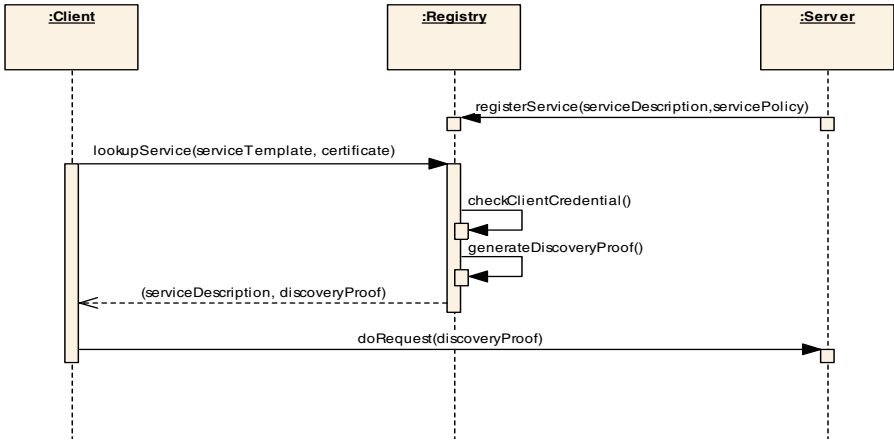 :Client
:Registry
:Server
registerService(serviceDescription,servicePolicy)
lookupService(serviceTemplate, certificate)
checkClientCredential()
generateDiscoveryProof()
(serviceDescription, discoveryProof)
doRequest(discoveryProof)